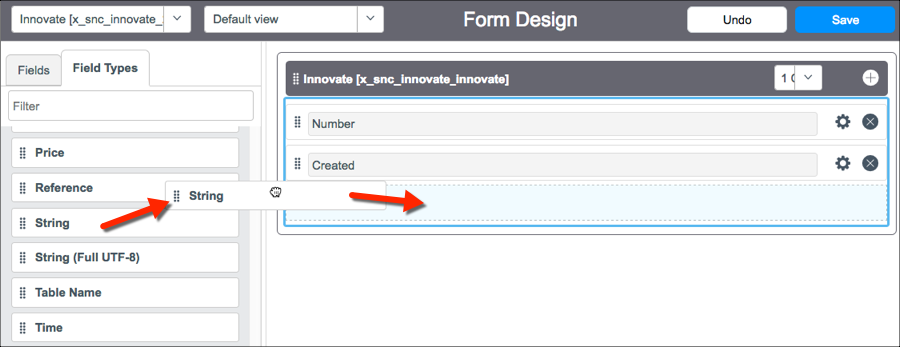 Innovate [x_snc_innovate_
Default view
Form Design
Undo
Save
Fields
Field Types
Filter
Price
Reference
String
String
String (Full UTF-8)
Table Name
Time
Innovate [x_snc_innovate_innovate]
1
Number
Created